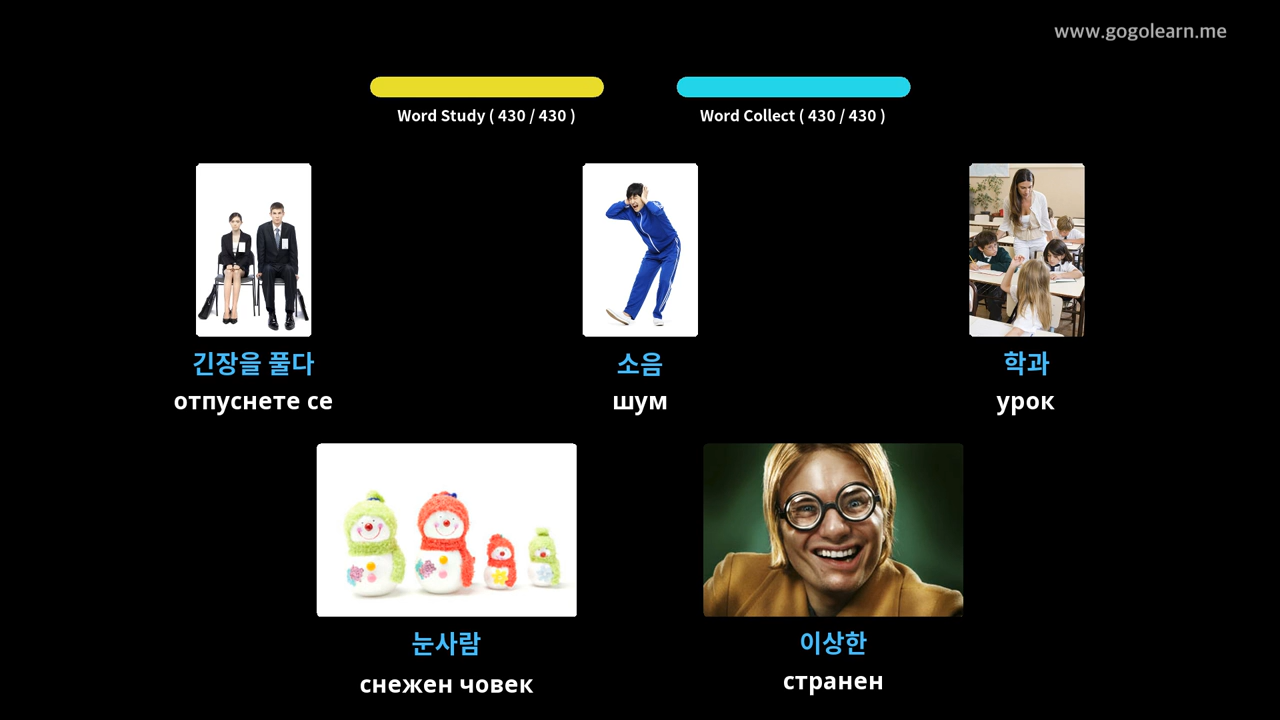 www.gogolearn.me
Word Study ( 430 / 430 )
Word Collect ( 430 / 430 )
긴장을 풀다
отпуснете се
소음
шум
학과
урок
눈사람
снежен човек
이상한
странен